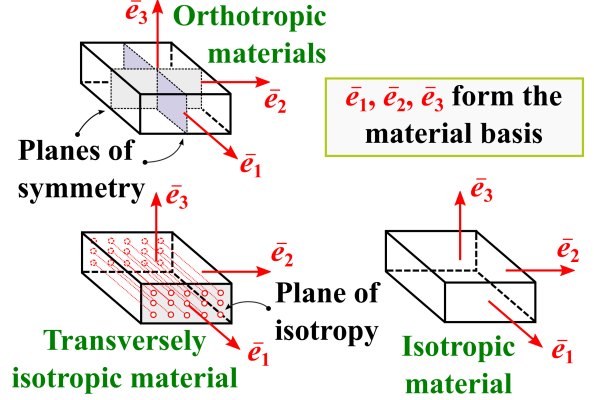 ē₃
Orthotropic
materials
ē₂
ē₁, ē₂, ē₃ form the
material basis
Planes of
symmetry
ē₁
ē₃
ē₂
Plane of
isotropy
ē₁
Transversely
isotropic material
ē₃
ē₂
ē₁
Isotropic
material